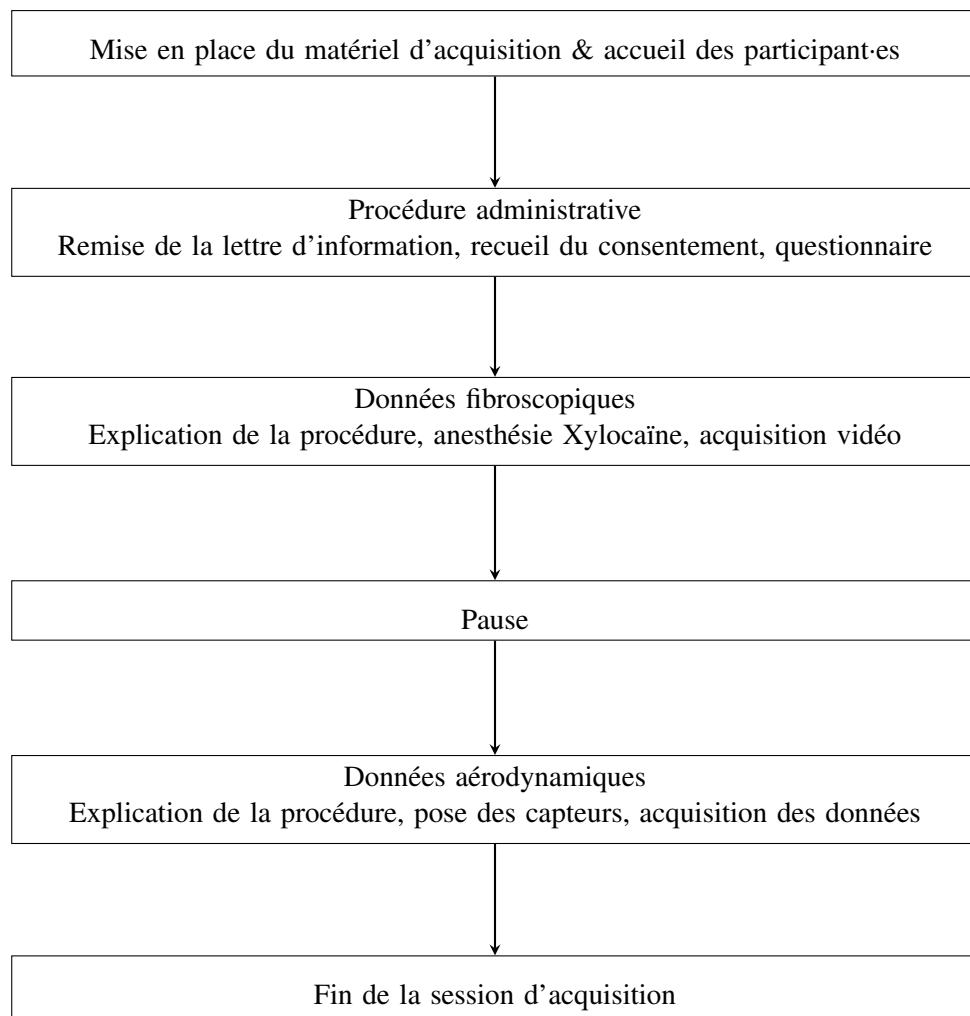 Mise en place du matériel d'acquisition & accueil des participant·es
Procédure administrative
Remise de la lettre d'information, recueil du consentement, questionnaire
Données fibroscopiques
Explication de la procédure, anesthésie Xylocaïne, acquisition vidéo
Pause
Données aérodynamiques
Explication de la procédure, pose des capteurs, acquisition des données
Fin de la session d'acquisition